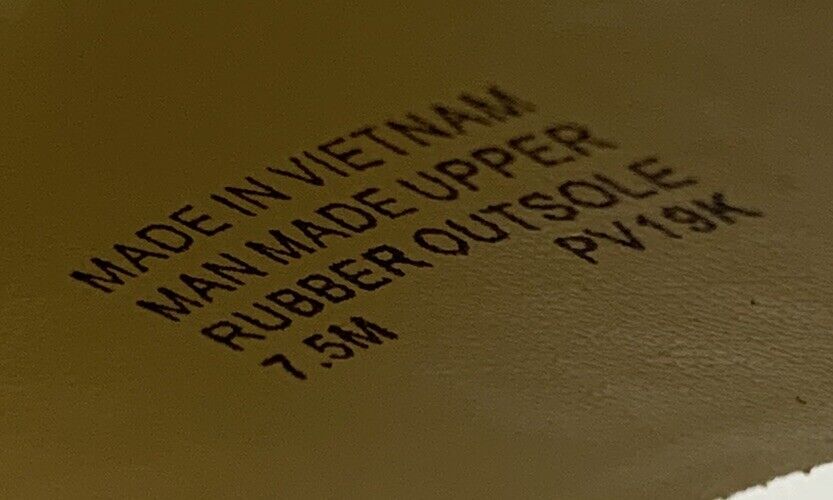 MADE IN VIETNAM
MAN MADE UPPER
RUBBER OUTSOLE
7.5M PV19K